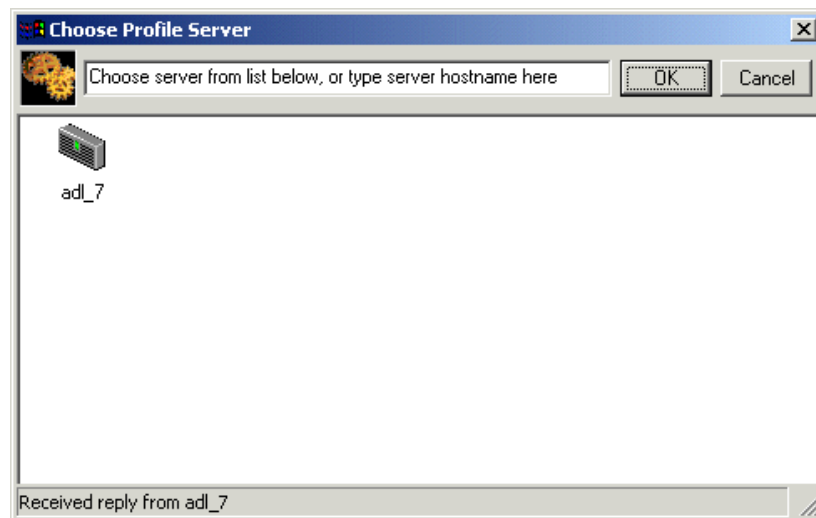 Choose Profile Server
Choose server from list below, or type server hostname here
OK
Cancel
adl_7
Received reply from adl_7